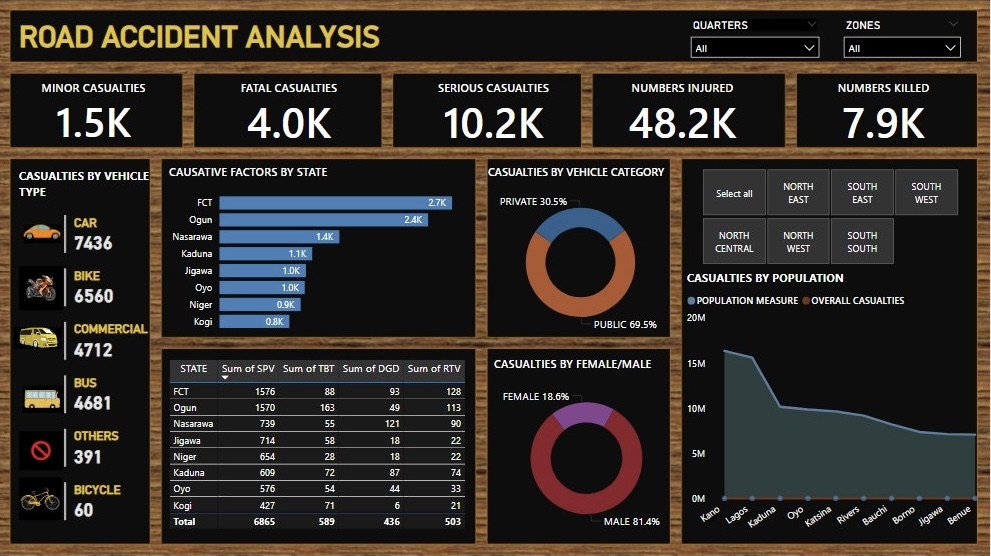 ROAD ACCIDENT ANALYSIS
QUARTERS
All
ZONES
All
MINOR CASUALTIES
1.5K
FATAL CASUALTIES
4.0K
SERIOUS CASUALTIES
10.2K
NUMBERS INJURED
48.2K
NUMBERS KILLED
7.9K
CASUALTIES BY VEHICLE
TYPE
CAR
7436
BIKE
6560
COMMERCIAL
4712
BUS
4681
OTHERS
391
BICYCLE
60
CAUSATIVE FACTORS BY STATE
FCT 2.7K
Ogun 2.4K
Nasarawa 1.4K
Kaduna 1.1K
Jigawa 1.0K
Oyo 1.0K
Niger 0.9K
Kogi 0.8K
STATE Sum of SPV Sum of TBT Sum of DGD Sum of RTV
FCT 1576 88 93 128
Ogun 1570 163 49 113
Nasarawa 739 55 121 90
Jigawa 714 58 18 22
Niger 654 28 18 22
Kaduna 609 72 87 74
Oyo 576 54 44 33
Kogi 427 71 6 21
Total 6865 589 436 503
CASUALTIES BY VEHICLE CATEGORY
PRIVATE 30.5%
PUBLIC 69.5%
CASUALTIES BY FEMALE/MALE
FEMALE 18.6%
MALE 81.4%
Select all
NORTH
EAST
SOUTH
EAST
SOUTH
WEST
NORTH
CENTRAL
NORTH
WEST
SOUTH
SOUTH
CASUALTIES BY POPULATION
POPULATION MEASURE OVERALL CASUALTIES
20M
15M
10M
5M
0M
Kano
Lagos
Kaduna
Oyo
Katsina
Rivers
Bauchi
Borno
Jigawa
Benue